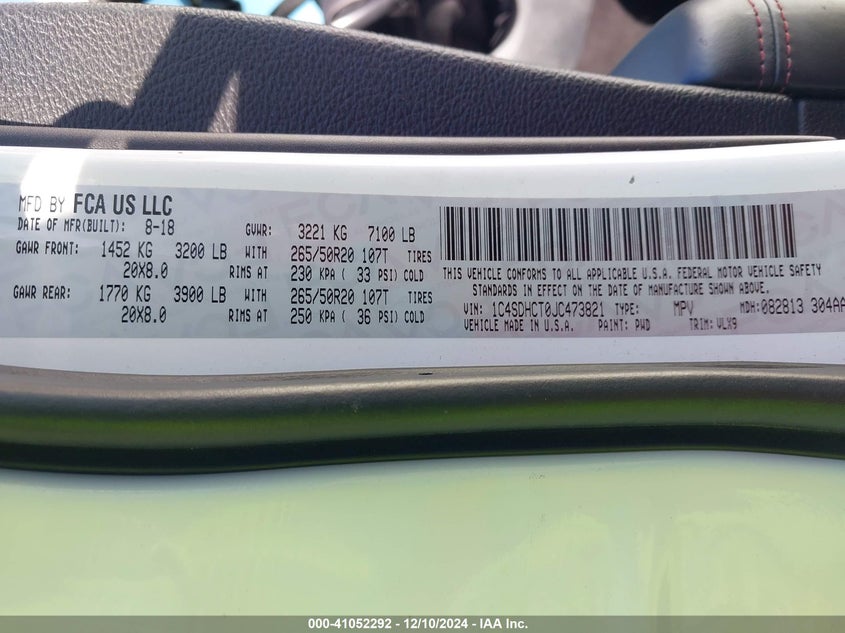 MFD BY FCA US LLC
DATE OF MFR(BUILT): 8-18 GVWR: 3221 KG 7100 LB
GAWR FRONT: 1452 KG 3200 LB WITH 265/50R20 107T TIRES
20X8.0 RIMS AT 230 KPA ( 33 PSI) COLD
GAWR REAR: 1770 KG 3900 LB WITH 265/50R20 107T TIRES
20X8.0 RIMS AT 250 KPA ( 36 PSI) COLD
THIS VEHICLE CONFORMS TO ALL APPLICABLE U.S.A. FEDERAL MOTOR VEHICLE SAFETY
STANDARDS IN EFFECT ON THE DATE OF MANUFACTURE SHOWN ABOVE.
VIN: 1C4SDHCT0JC473821 TYPE: MPV MDH: 082813 304AA
VEHICLE MADE IN U.S.A. PAINT: PWD TRIM: VLX9
000-41052292 - 12/10/2024 - IAA Inc.